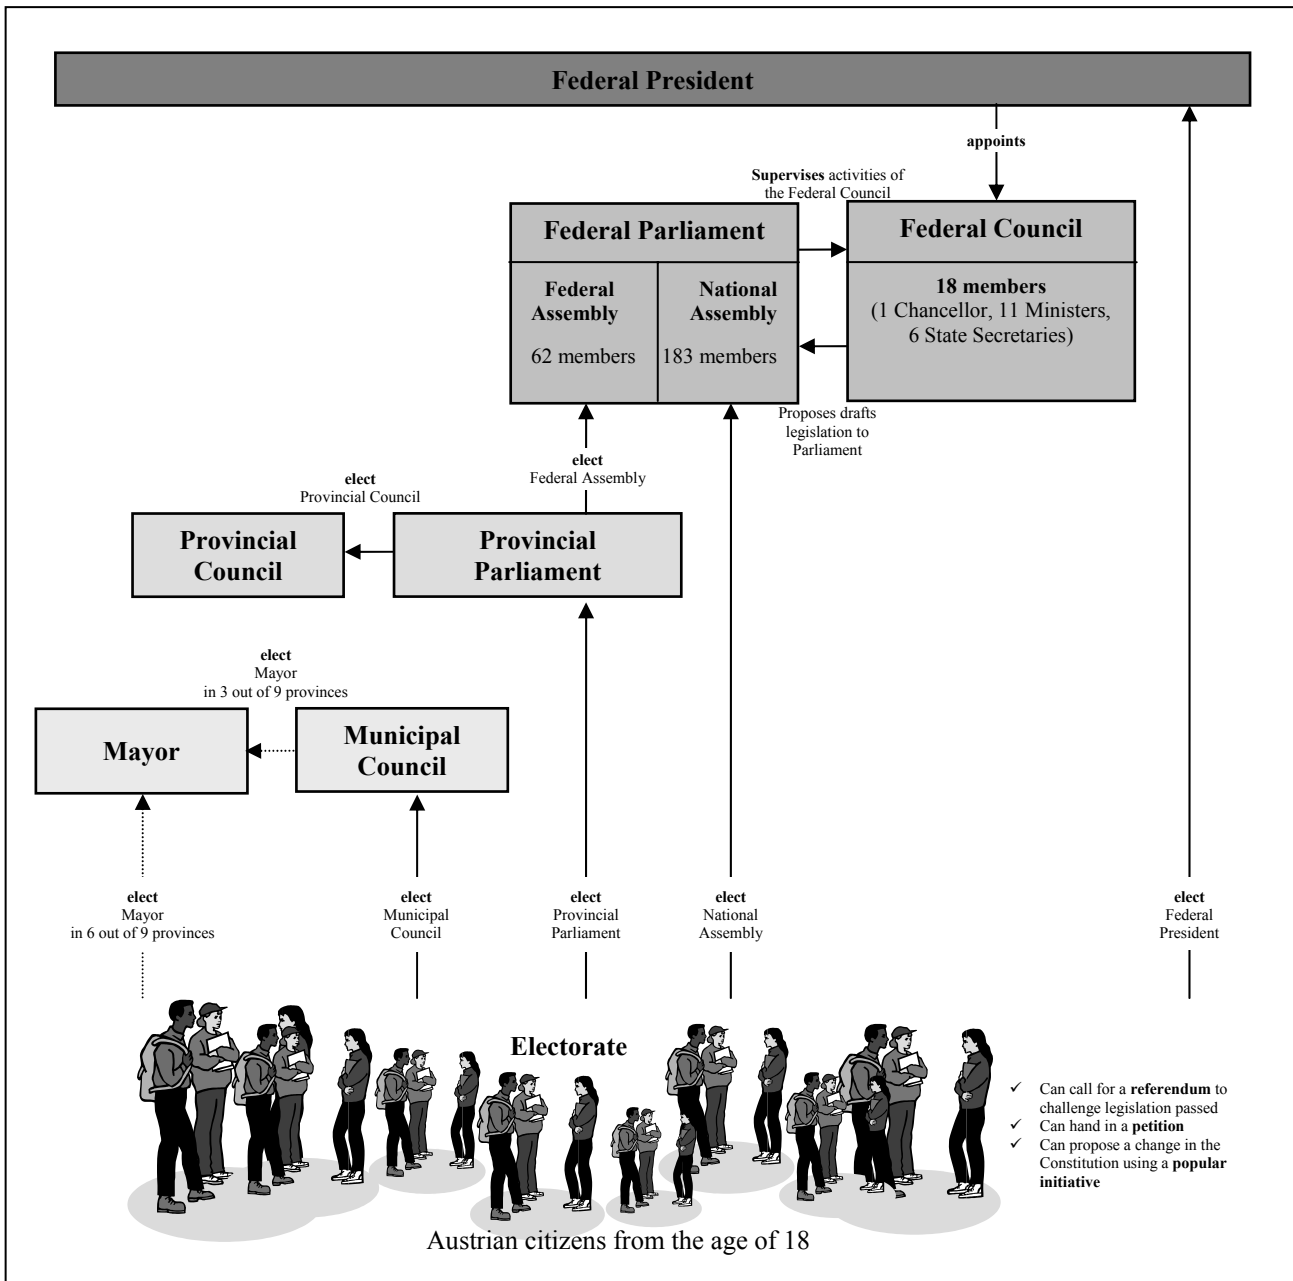 Federal President
appoints
Supervises activities of
the Federal Council
Federal Parliament
Federal Council
Federal
Assembly
62 members
National
Assembly
183 members
18 members
(1 Chancellor, 11 Ministers,
6 State Secretaries)
Proposes drafts
legislation to
Parliament
elect
Federal Assembly
elect
Provincial Council
Provincial
Council
Provincial
Parliament
elect
Mayor
in 3 out of 9 provinces
Mayor
Municipal
Council
elect
Mayor
in 6 out of 9 provinces
elect
Municipal
Council
elect
Provincial
Parliament
elect
National
Assembly
elect
Federal
President
Electorate
✓ Can call for a referendum to
challenge legislation passed
✓ Can hand in a petition
✓ Can propose a change in the
Constitution using a popular
initiative
Austrian citizens from the age of 18